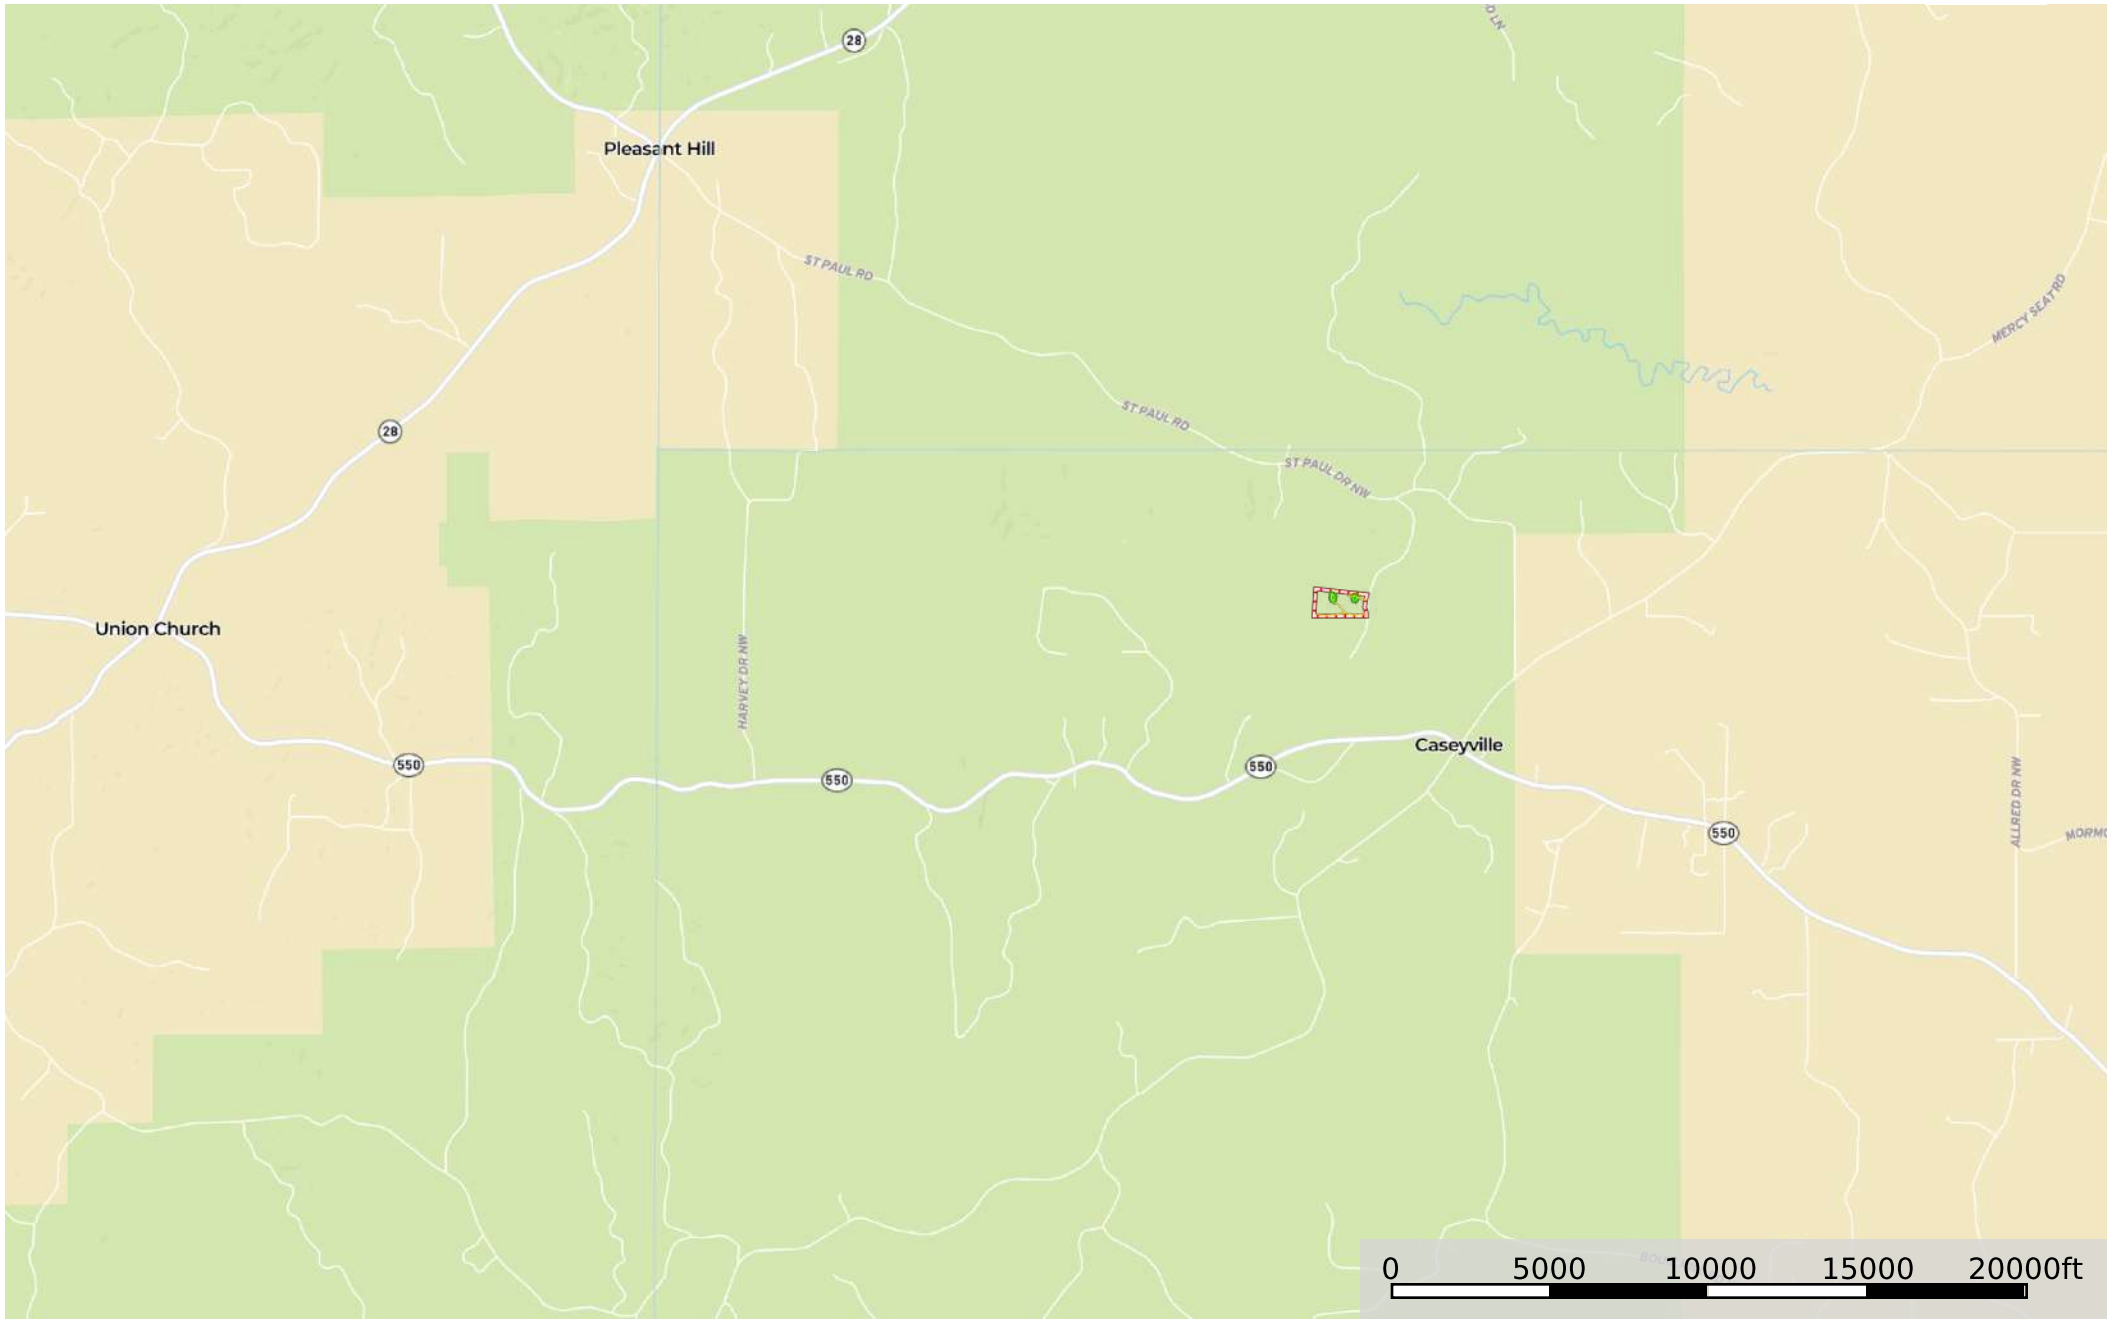 28
Pleasant Hill
ST PAUL RD
MERCY SEAT RD
28
ST PAUL RD
ST PAUL DR NW
Union Church
HARVEY DR NW
Caseyville
550
550
550
ALLRED DR NW
550
0 5000 10000 15000 20000ft